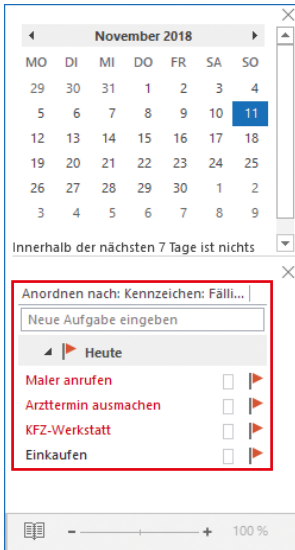 November 2018
MO DI MI DO FR SA SO
29 30 31 1 2 3 4
5 6 7 8 9 10 11
12 13 14 15 16 17 18
19 20 21 22 23 24 25
26 27 28 29 30 1 2
3 4 5 6 7 8 9
Innerhalb der nächsten 7 Tage ist nichts
Anordnen nach: Kennzeichen: Fälli...
Neue Aufgabe eingeben
Heute
Maler anrufen
Arzttermin ausmachen
KFZ-Werkstatt
Einkaufen
- + 100 %